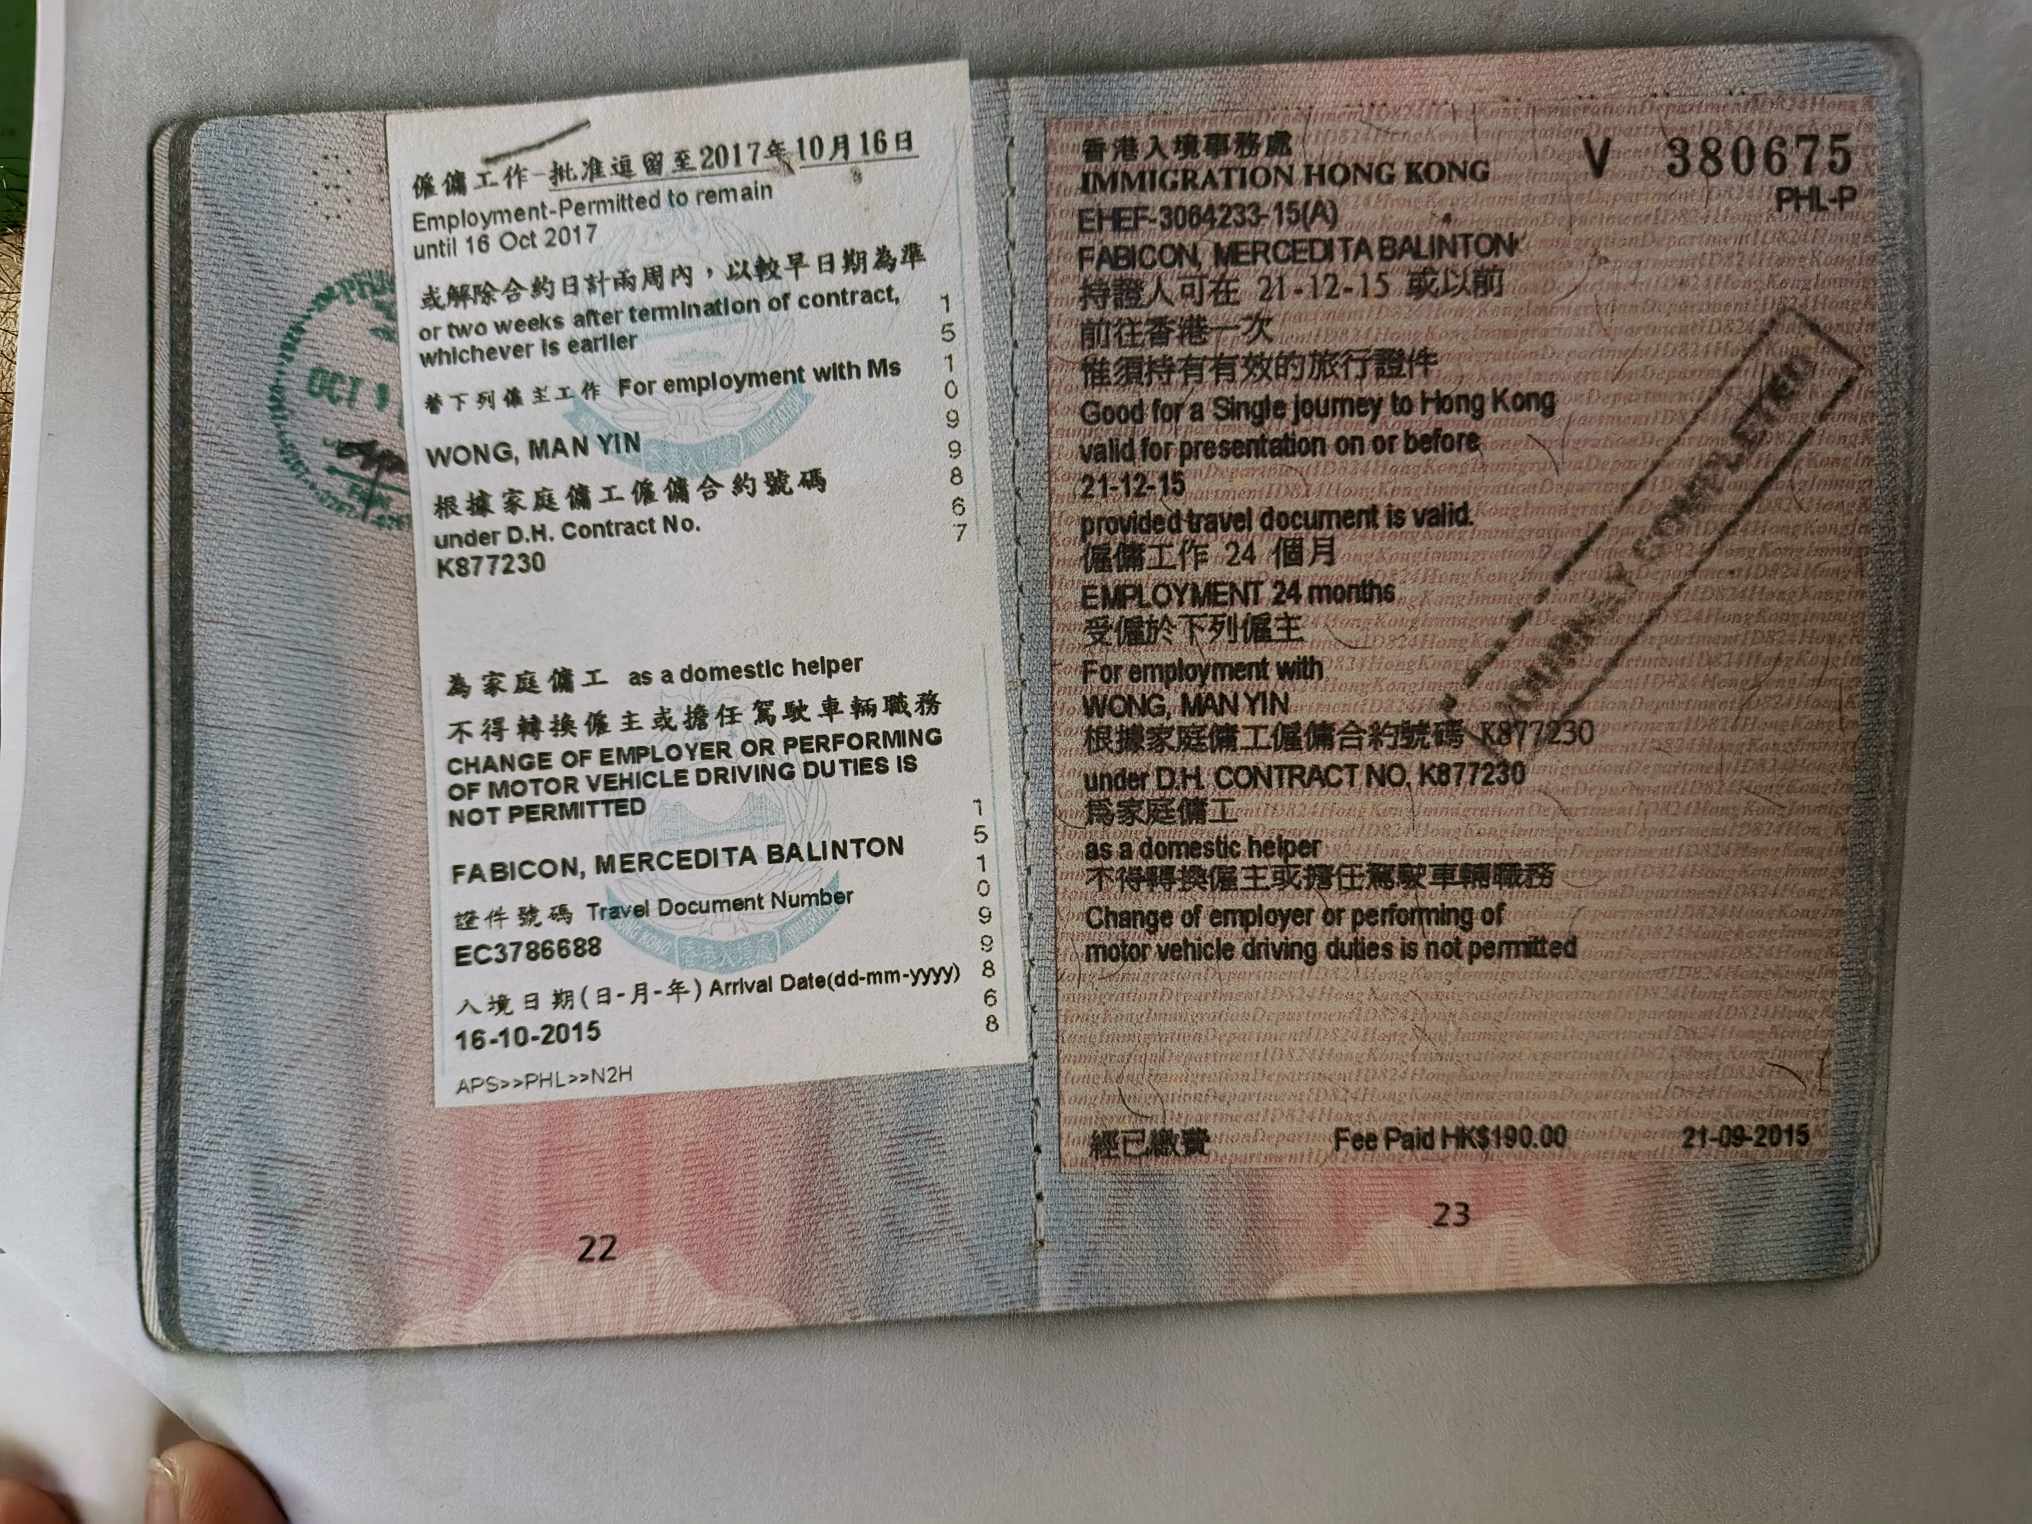 僱傭工作-批准逗留至2017年10月16日
Employment-Permitted to remain
until 16 Oct 2017
或解除合約日計兩周內，以較早日期為準
or two weeks after termination of contract,
whichever is earlier
替下列僱主工作 For employment with Ms
WONG, MAN YIN
根據家庭傭工僱傭合約號碼
under D.H. Contract No.
K877230
151099867
為家庭傭工 as a domestic helper
不得轉換僱主或擔任駕駛車輛職務
CHANGE OF EMPLOYER OR PERFORMING
OF MOTOR VEHICLE DRIVING DUTIES IS
NOT PERMITTED
FABICON, MERCEDITA BALINTON
證件號碼 Travel Document Number
EC3786688
入境日期(日-月-年) Arrival Date(dd-mm-yyyy)
16-10-2015
APS>>PHL>>N2H
151099868
OCT
22
香港入境事務處
IMMIGRATION HONG KONG
V 380675
PHL-P
EHEF-3064233-15(A)
FABICON, MERCEDITA BALINTON
持證人可在 21-12-15 或以前
前往香港一次
惟須持有有效的旅行證件
Good for a Single journey to Hong Kong
valid for presentation on or before
21-12-15
provided travel document is valid.
僱傭工作 24 個月
EMPLOYMENT 24 months
受僱於下列僱主
For employment with
WONG, MAN YIN
根據家庭傭工僱傭合約號碼 K877230
under D.H. CONTRACT NO. K877230
為家庭傭工
as a domestic helper
不得轉換僱主或擔任駕駛車輛職務
Change of employer or performing of
motor vehicle driving duties is not permitted
JOURNEY COMPLETED
經已繳費 Fee Paid HK$190.00 21-09-2015
23